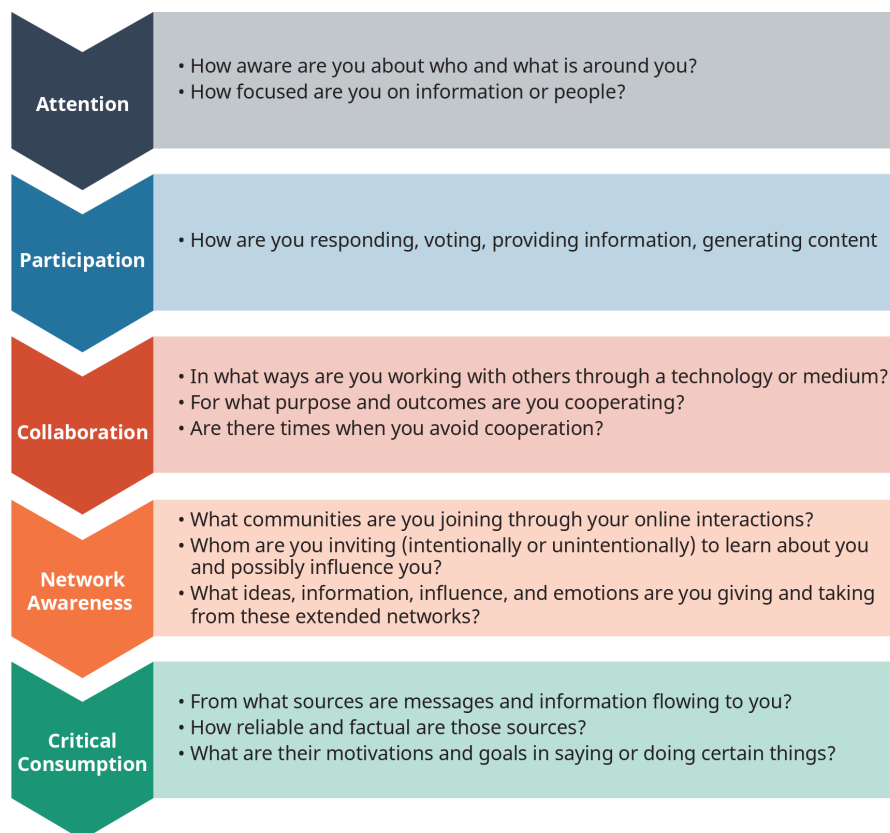 Attention
• How aware are you about who and what is around you?
• How focused are you on information or people?
Participation
• How are you responding, voting, providing information, generating content
Collaboration
• In what ways are you working with others through a technology or medium?
• For what purpose and outcomes are you cooperating?
• Are there times when you avoid cooperation?
Network
Awareness
• What communities are you joining through your online interactions?
• Whom are you inviting (intentionally or unintentionally) to learn about you
and possibly influence you?
• What ideas, information, influence, and emotions are you giving and taking
from these extended networks?
Critical
Consumption
• From what sources are messages and information flowing to you?
• How reliable and factual are those sources?
• What are their motivations and goals in saying or doing certain things?